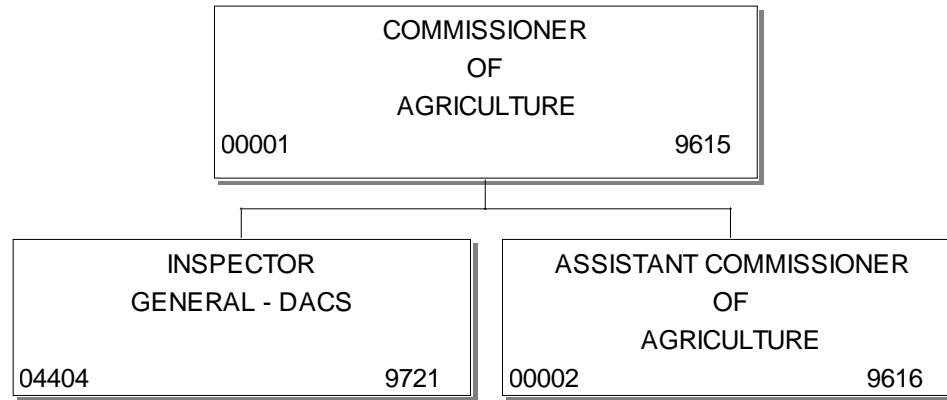 COMMISSIONER
OF
AGRICULTURE
00001 9615
INSPECTOR
GENERAL - DACS
04404 9721
ASSISTANT COMMISSIONER
OF
AGRICULTURE
00002 9616